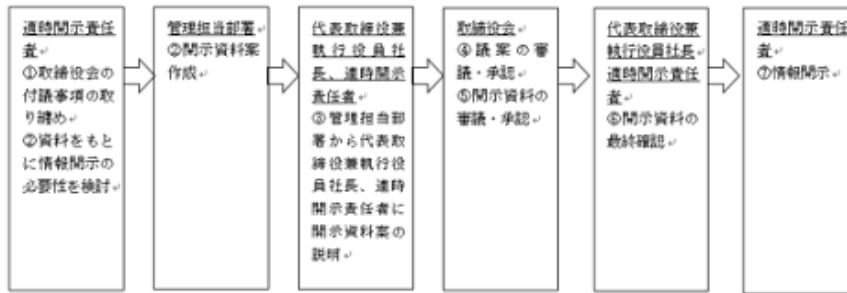 適時開示責任
者
①取締役会の
付議事項の取
り纏め
②資料をもと
に情報開示の
必要性を検討
管理担当部署
②開示資料案
作成
代表取締役兼
執行役員社
長、適時開示
責任者
③管理担当部
署から代表取
締役兼執行役
員社長、適時
開示責任者に
開示資料案の
説明
取締役会
④議案の審
議・承認
⑤開示資料の
審議・承認
代表取締役兼
執行役員社長
適時開示責任
者
⑥開示資料の
最終確認
適時開示責任
者
⑦情報開示